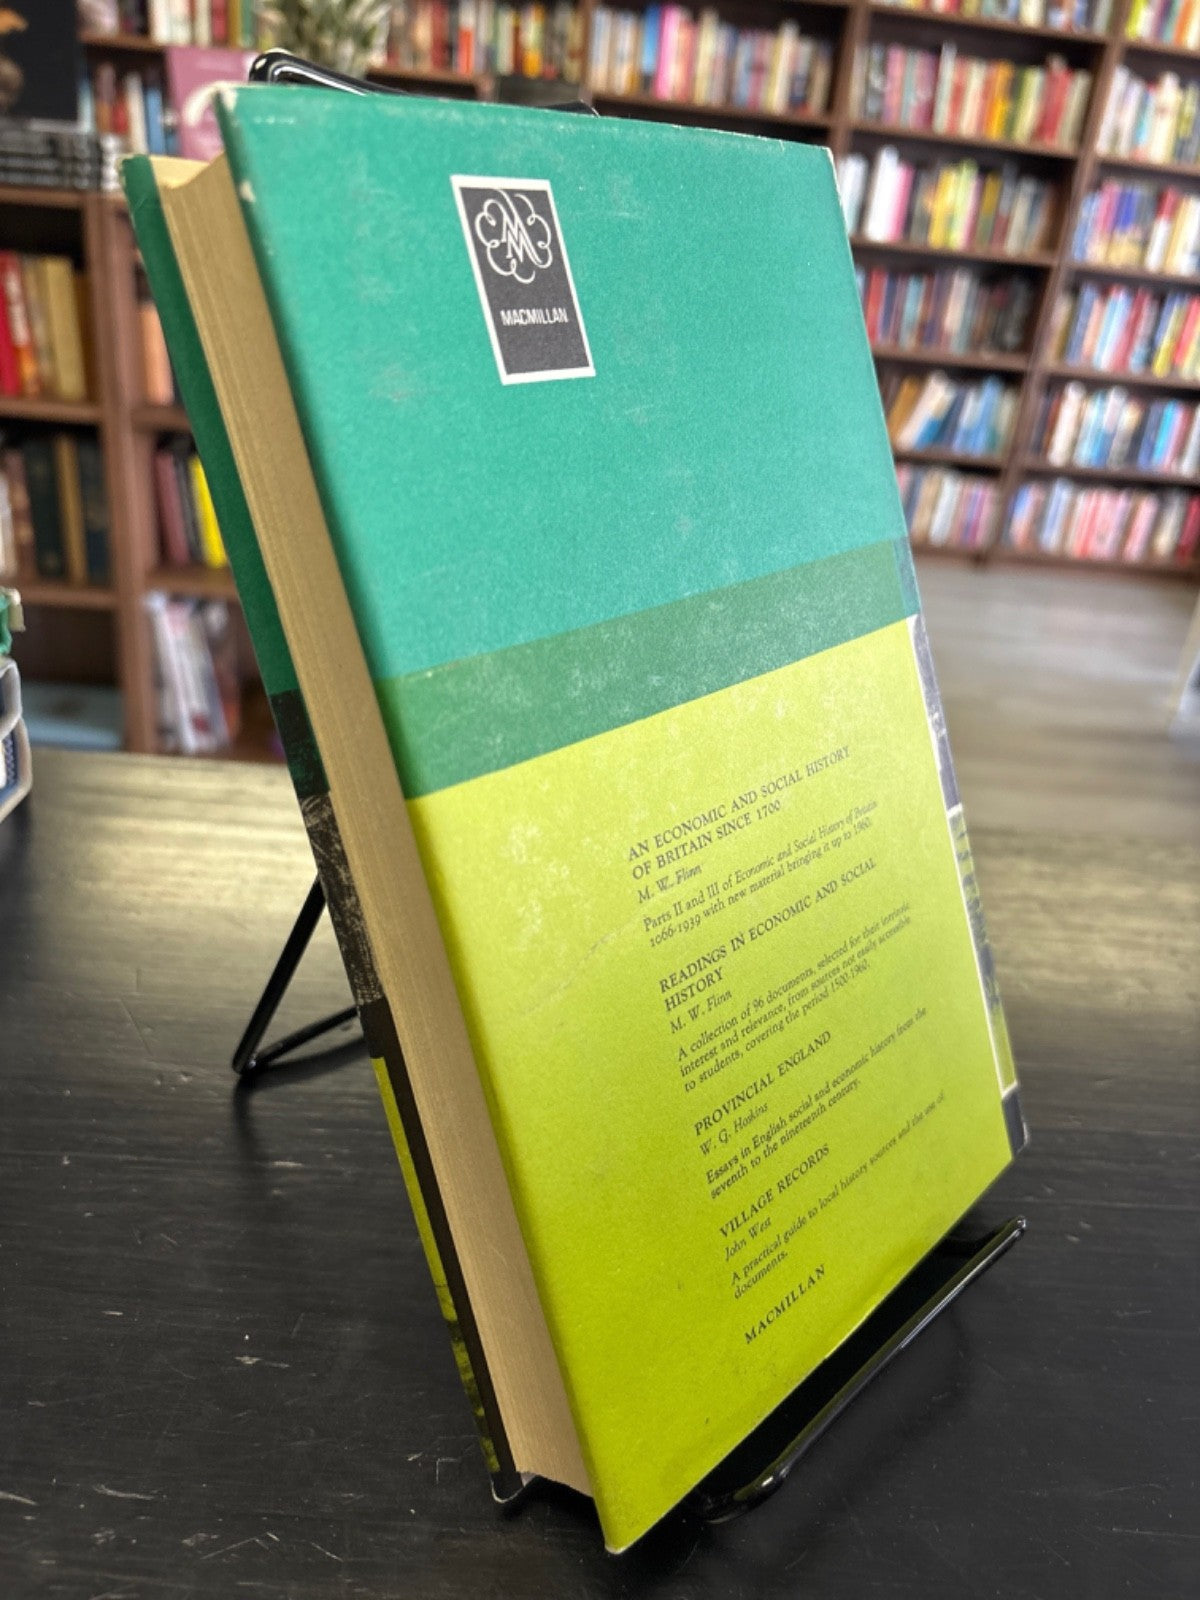 MACMILLAN
AN ECONOMIC AND SOCIAL HISTORY
OF BRITAIN SINCE 1700
M. W. Flinn
Parts II and III of Economic and Social History of Britain
1066-1939 with new material bringing it up to 1960.
READINGS IN ECONOMIC AND SOCIAL
HISTORY
M. W. Flinn
A collection of 96 documents, selected for their intrinsic
interest and relevance, from sources not easily accessible
to students, covering the period 1500-1960.
PROVINCIAL ENGLAND
W. G. Hoskins
Essays in English social and economic history from the
seventh to the nineteenth century.
VILLAGE RECORDS
John West
A practical guide to local history sources and the use of
documents.
MACMILLAN